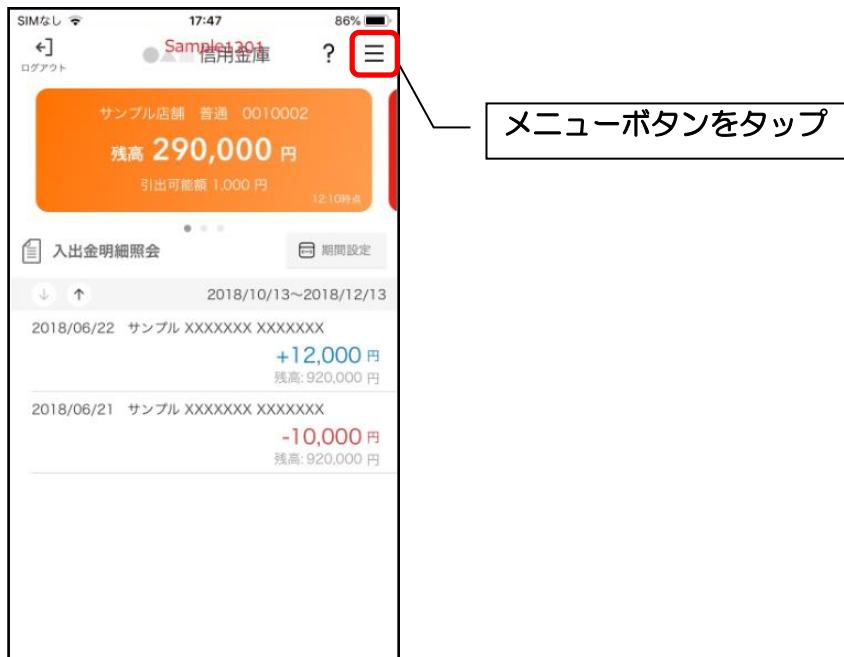 SIMなし 17:47 86%
Sample1201
●▲■信用金庫 ?
ログアウト
メニューボタンをタップ
サンプル店舗 普通 0010002
残高 290,000 円
引出可能額 1,000 円
12:10時点
入出金明細照会 期間設定
↓ ↑ 2018/10/13~2018/12/13
2018/06/22 サンプル XXXXXXX XXXXXXX
+12,000 円
残高: 920,000 円
2018/06/21 サンプル XXXXXXX XXXXXXX
-10,000 円
残高: 920,000 円